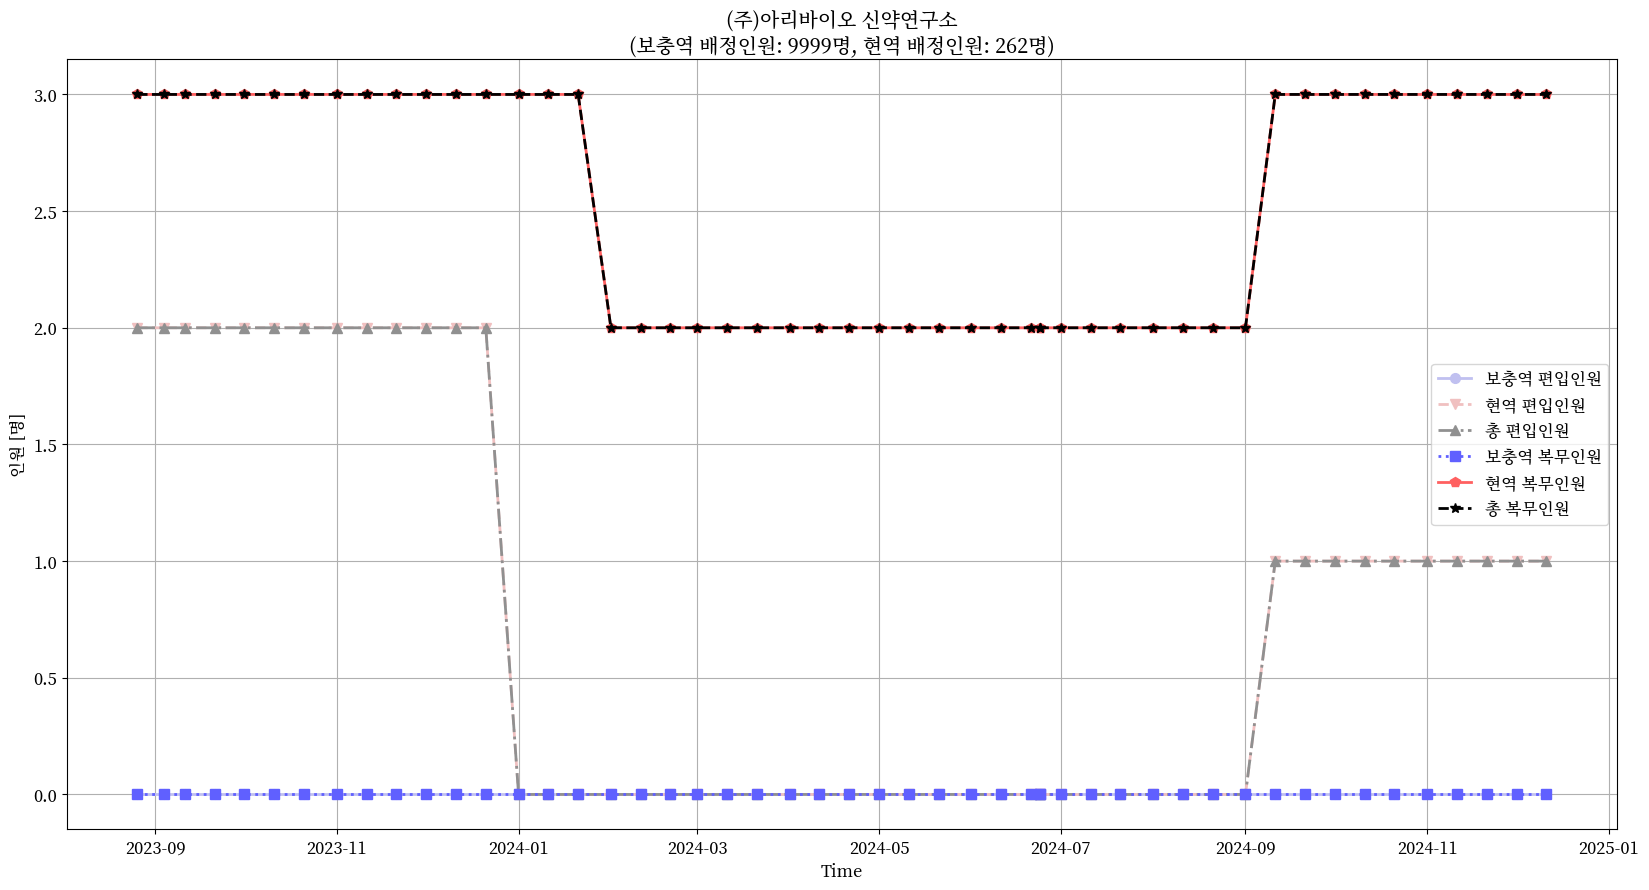 (주)아리바이오 신약연구소
(보충역 배정인원: 9999명, 현역 배정인원: 262명)
3.0
2.5
2.0
1.5
1.0
0.5
0.0
인원 [명]
보충역 편입인원
현역 편입인원
총 편입인원
보충역 복무인원
현역 복무인원
총 복무인원
2023-09 2023-11 2024-01 2024-03 2024-05 2024-07 2024-09 2024-11 2025-01
Time